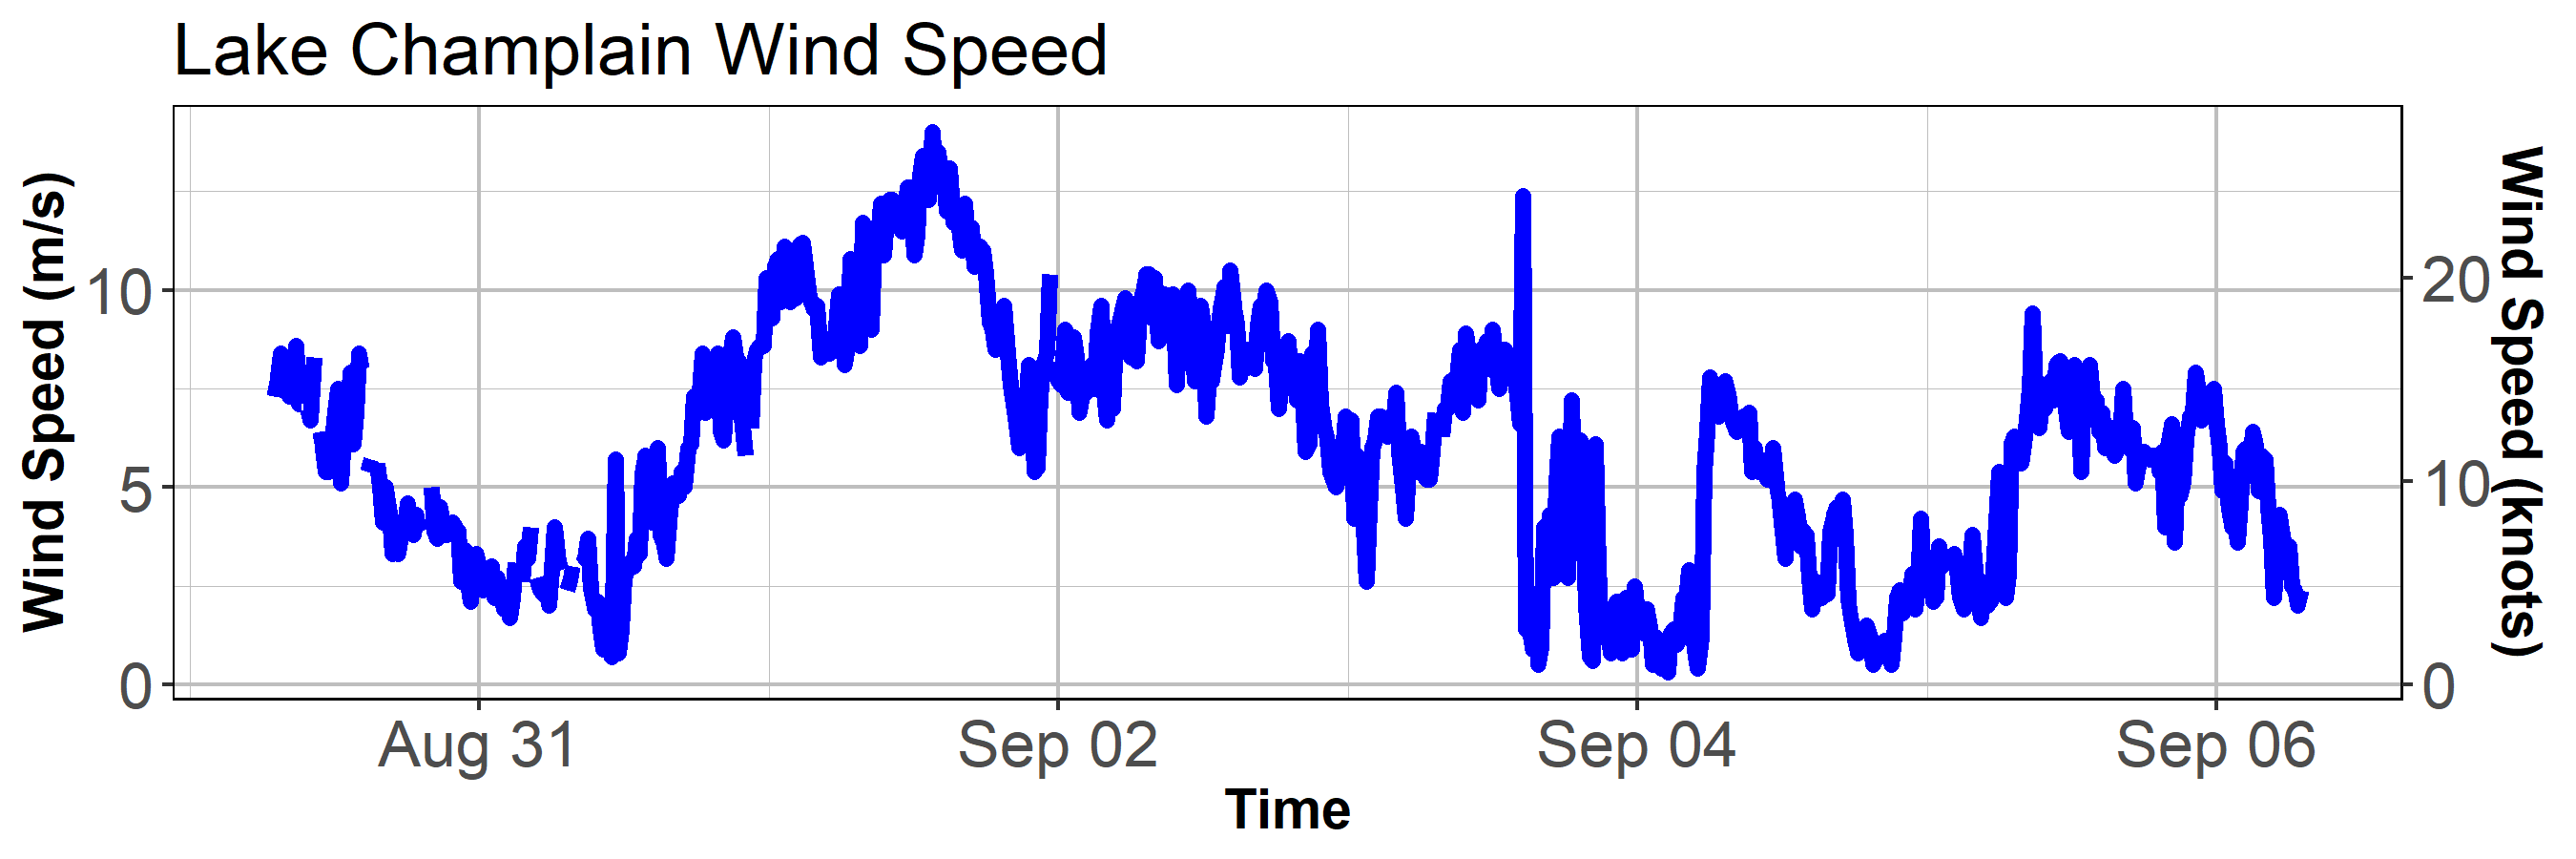 Lake Champlain Wind Speed
Wind Speed (m/s)
10
5
0
20
10
0
Wind Speed (knots)
Aug 31
Sep 02
Sep 04
Sep 06
Time